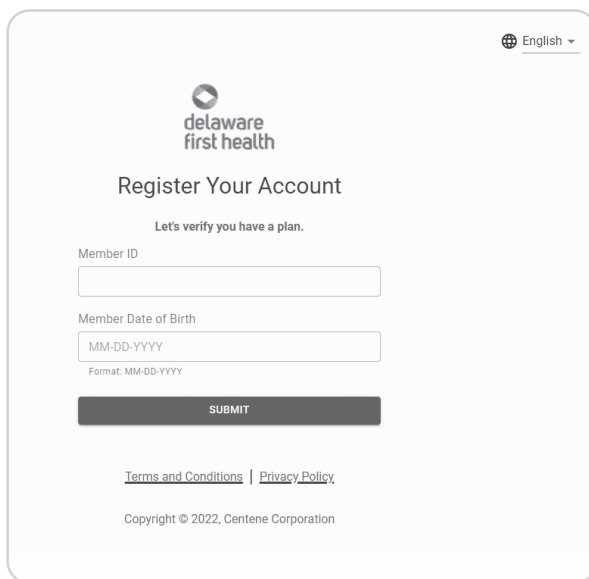 English
delaware
first health
Register Your Account
Let's verify you have a plan.
Member ID
Member Date of Birth
MM-DD-YYYY
Format: MM-DD-YYYY
SUBMIT
Terms and Conditions | Privacy Policy
Copyright © 2022, Centene Corporation